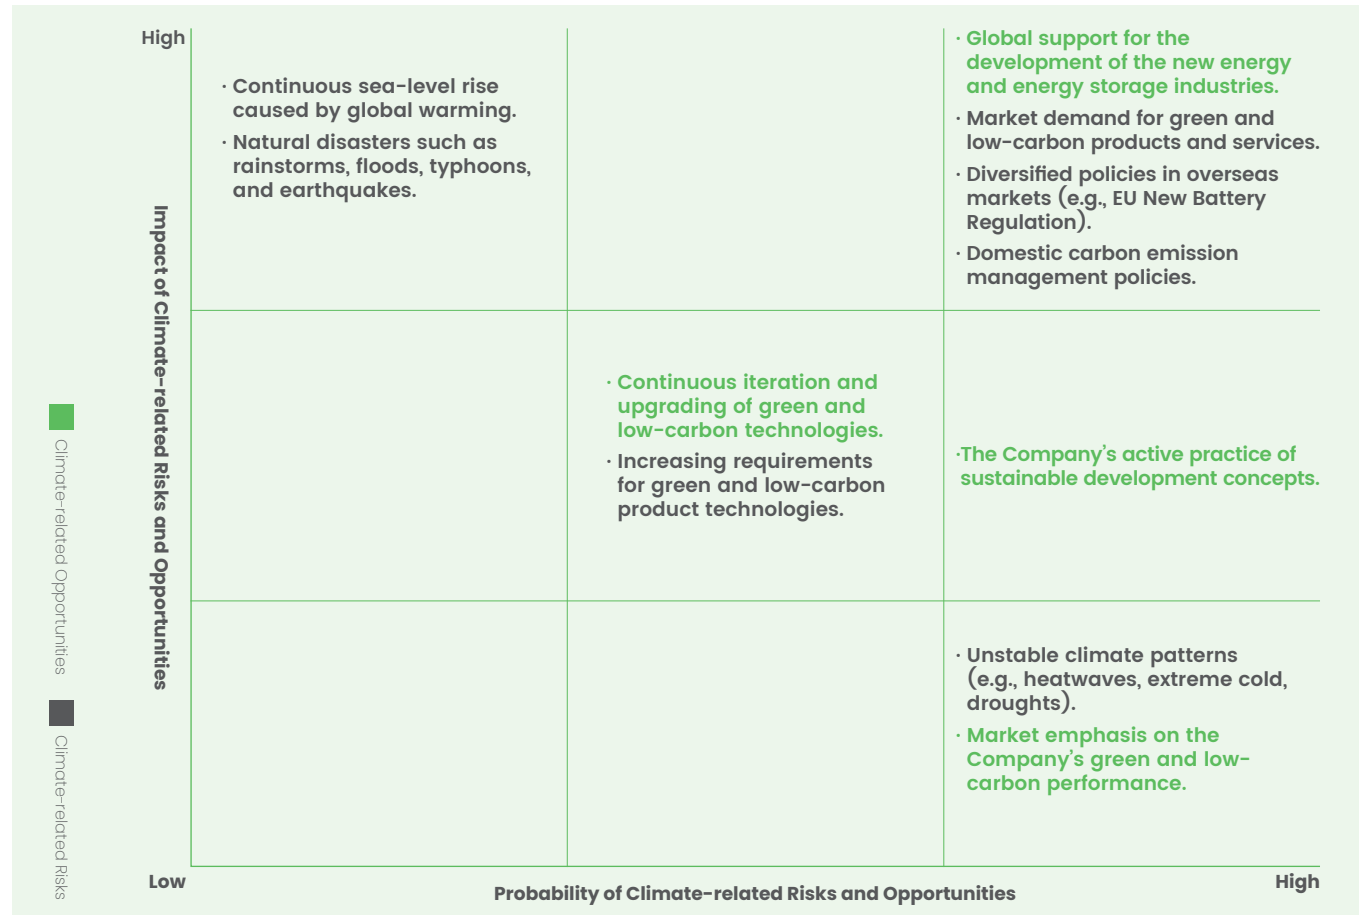 High
· Continuous sea-level rise
caused by global warming.
· Natural disasters such as
rainstorms, floods, typhoons,
and earthquakes.
· Global support for the
development of the new energy
and energy storage industries.
· Market demand for green and
low-carbon products and services.
· Diversified policies in overseas
markets (e.g., EU New Battery
Regulation).
· Domestic carbon emission
management policies.
Impact of Climate-related Risks and Opportunities
· Continuous iteration and
upgrading of green and
low-carbon technologies.
· Increasing requirements
for green and low-carbon
product technologies.
·The Company’s active practice of
sustainable development concepts.
Climate-related Opportunities
Climate-related Risks
· Unstable climate patterns
(e.g., heatwaves, extreme cold,
droughts).
· Market emphasis on the
Company’s green and low-
carbon performance.
Low
Probability of Climate-related Risks and Opportunities
High